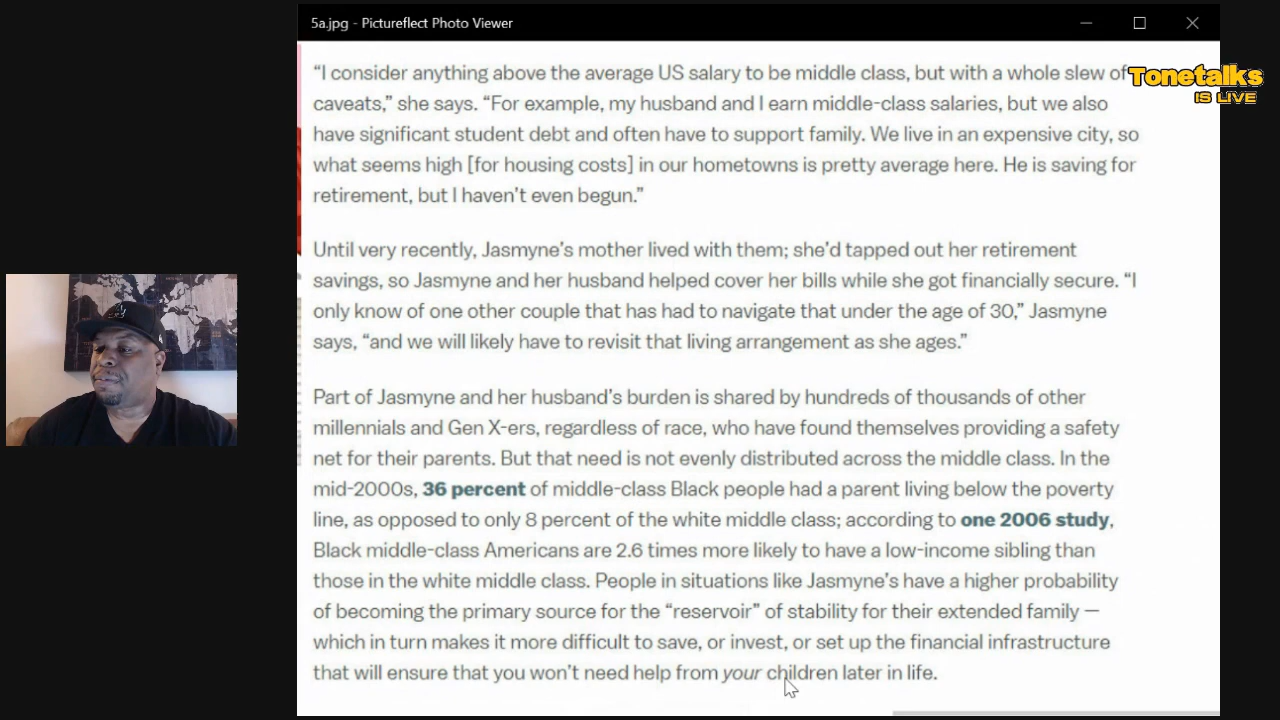 5a.jpg - Pictureflect Photo Viewer
Tonetalks
IS LIVE
“I consider anything above the average US salary to be middle class, but with a whole slew of
caveats,” she says. “For example, my husband and I earn middle-class salaries, but we also
have significant student debt and often have to support family. We live in an expensive city, so
what seems high [for housing costs] in our hometowns is pretty average here. He is saving for
retirement, but I haven’t even begun.”
Until very recently, Jasmyne’s mother lived with them; she’d tapped out her retirement
savings, so Jasmyne and her husband helped cover her bills while she got financially secure. “I
only know of one other couple that has had to navigate that under the age of 30,” Jasmyne
says, “and we will likely have to revisit that living arrangement as she ages.”
Part of Jasmyne and her husband’s burden is shared by hundreds of thousands of other
millennials and Gen X-ers, regardless of race, who have found themselves providing a safety
net for their parents. But that need is not evenly distributed across the middle class. In the
mid-2000s, 36 percent of middle-class Black people had a parent living below the poverty
line, as opposed to only 8 percent of the white middle class; according to one 2006 study,
Black middle-class Americans are 2.6 times more likely to have a low-income sibling than
those in the white middle class. People in situations like Jasmyne’s have a higher probability
of becoming the primary source for the “reservoir” of stability for their extended family —
which in turn makes it more difficult to save, or invest, or set up the financial infrastructure
that will ensure that you won’t need help from your children later in life.